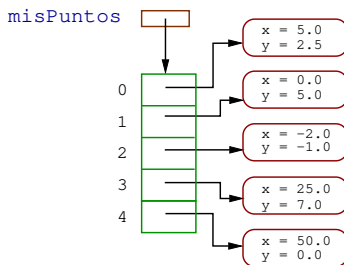 misPuntos
0
1
2
3
4
x = 5.0
y = 2.5
x = 0.0
y = 5.0
x = −2.0
y = −1.0
x = 25.0
y = 7.0
x = 50.0
y = 0.0